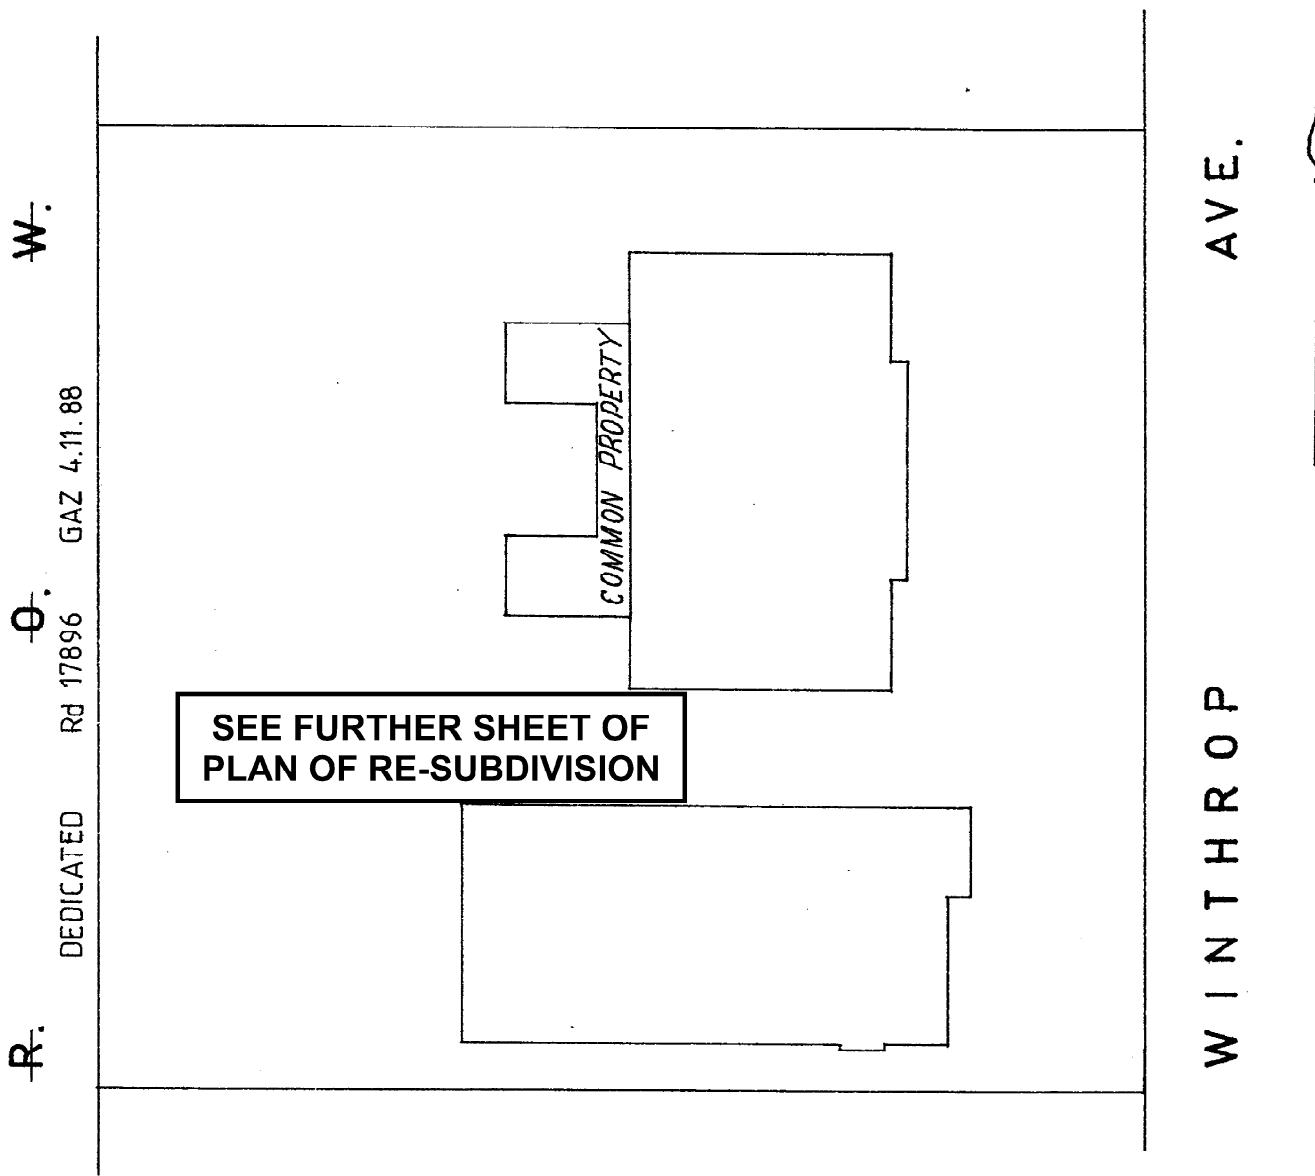 R. O. W.
DEDICATED Rd 17896 GAZ 4.11.88
COMMON PROPERTY
SEE FURTHER SHEET OF
PLAN OF RE-SUBDIVISION
WINTHROP AVE.